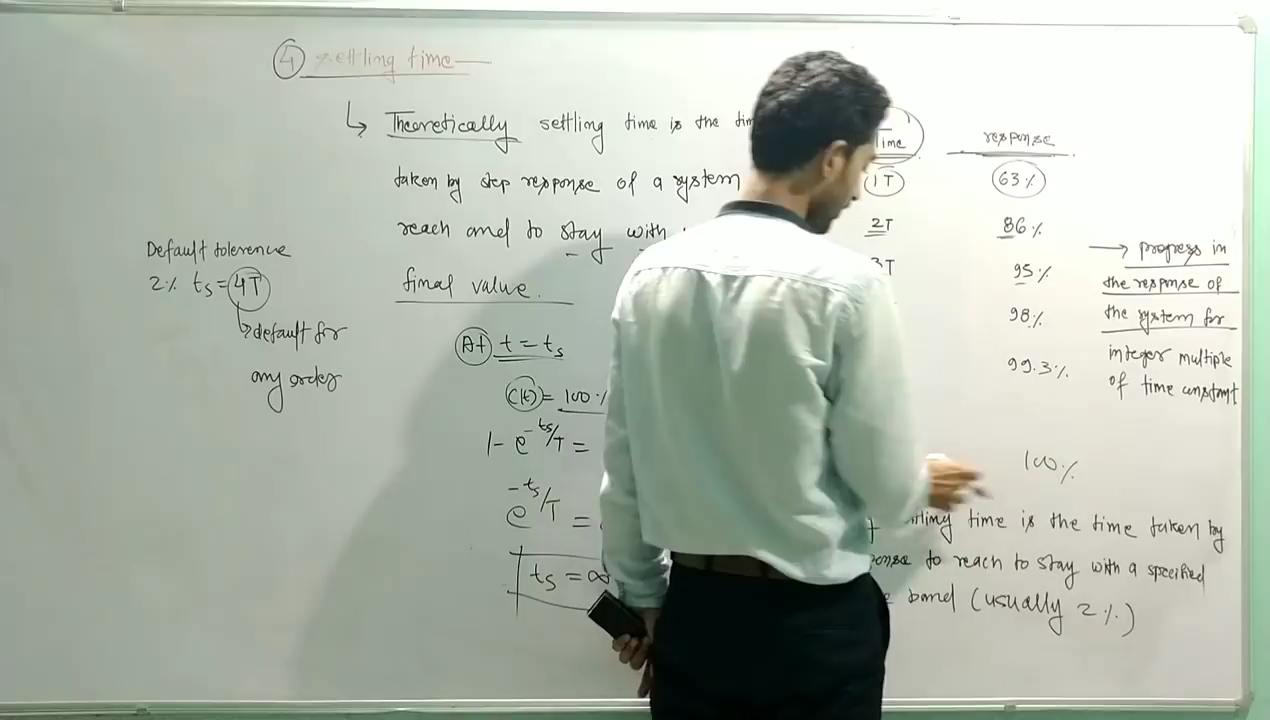 ④ Settling time
↳ Theoretically settling time is the
taken by step response of a system
reach and to stay with
final value.
Default tolerence
2% ts = 4T
↳ default for
any order
At t = ts
C(t) = 100%
1 - e^-ts/T =
e^-ts/T =
ts = ∞
Time response
1T 63%
2T 86%
3T 95%
98%
99.3%
100%
→ progress in
the response of
the system for
integer multiple
of time constant
time is the time taken by
to reach to stay with a specified
band (usually 2%)